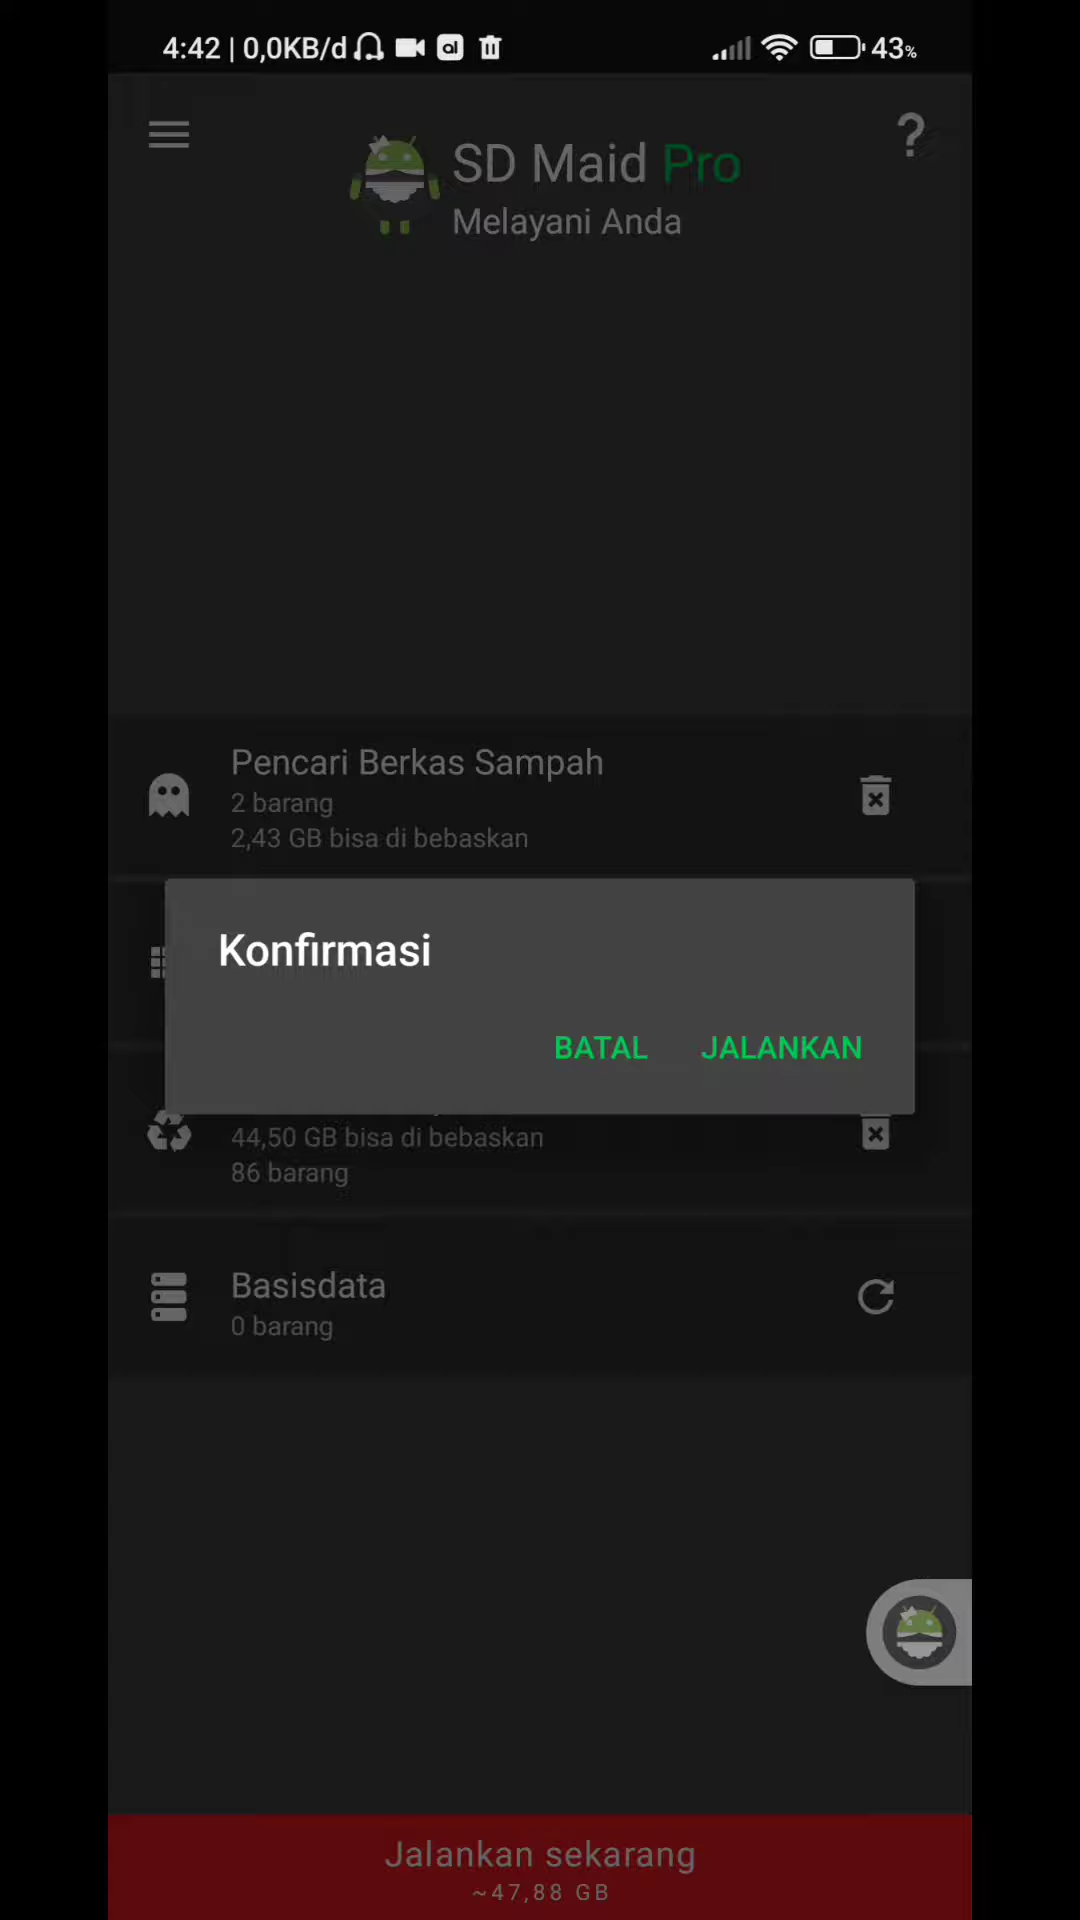 4:42 | 0,0KB/d
43%
SD Maid Pro
Melayani Anda
Pencari Berkas Sampah
2 barang
2,43 GB bisa di bebaskan
Konfirmasi
BATAL JALANKAN
44,50 GB bisa di bebaskan
86 barang
Basisdata
0 barang
Jalankan sekarang
~47,88 GB